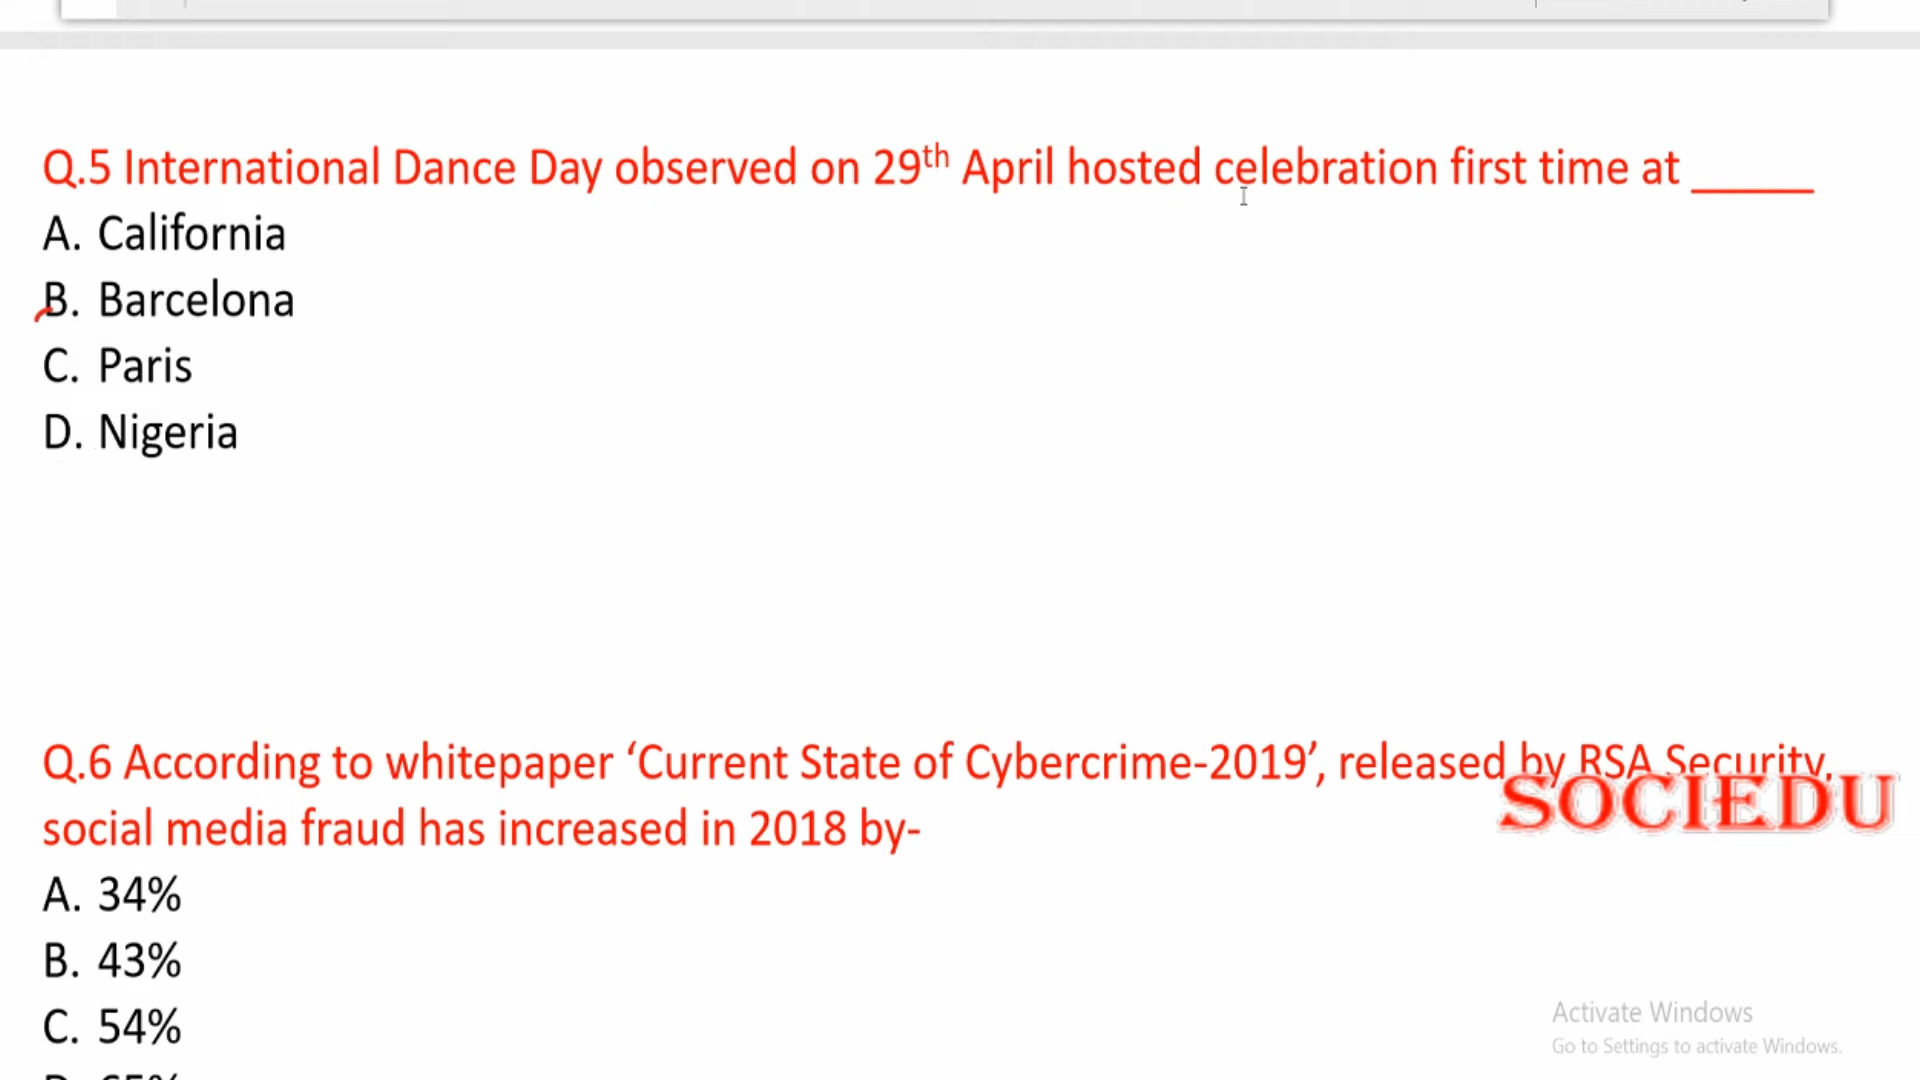 Q.5 International Dance Day observed on 29th April hosted celebration first time at _____
A. California
B. Barcelona
C. Paris
D. Nigeria
Q.6 According to whitepaper ‘Current State of Cybercrime-2019’, released by RSA Security,
SOCIEDU
social media fraud has increased in 2018 by-
A. 34%
B. 43%
C. 54%
Activate Windows
Go to Settings to activate Windows.